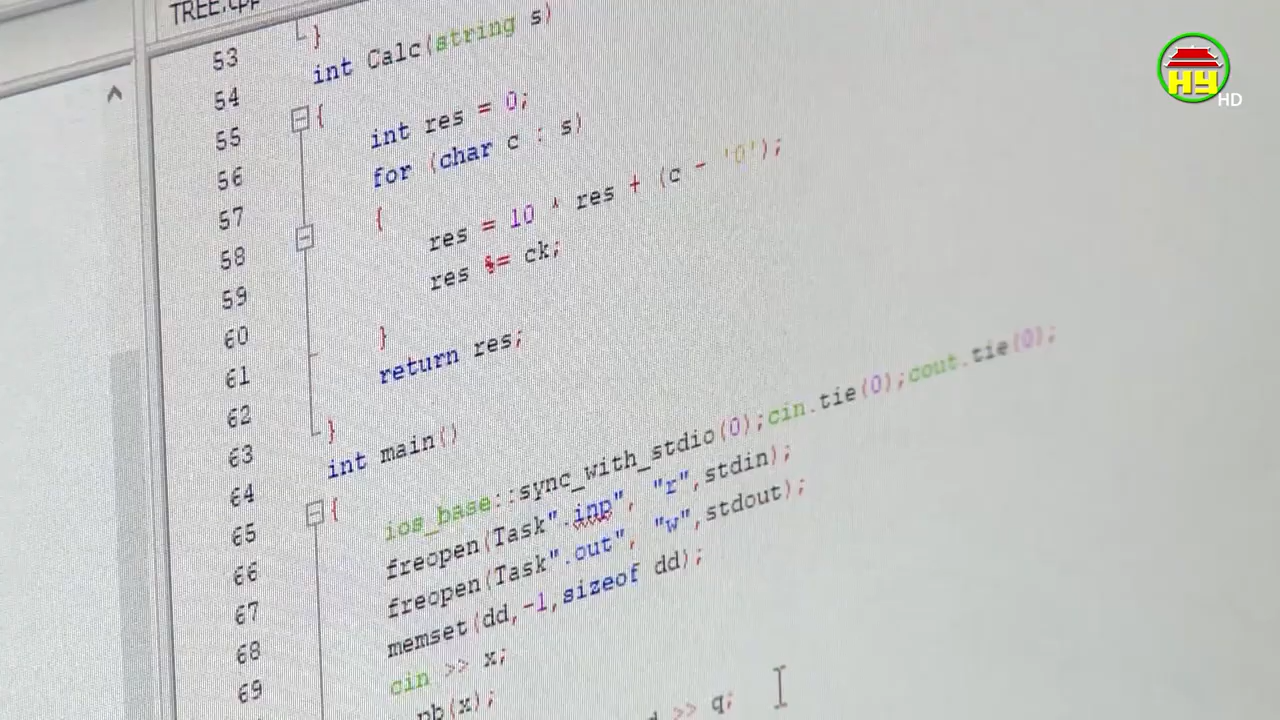 TREE.cpp
53 }
54 int Calc(string s)
55 {
56 int res = 0;
57 for (char c : s)
58 {
59 res = 10 * res + (c - '0');
60 res %= ck;
61 }
62 return res;
63 }
64 int main()
65 {
66 ios_base::sync_with_stdio(0);cin.tie(0);cout.tie(0);
67 freopen(Task".inp", "r",stdin);
68 freopen(Task".out", "w",stdout);
69 memset(dd,-1,sizeof dd);
cin >> x;
pb(x);
>> q;
HY
HD